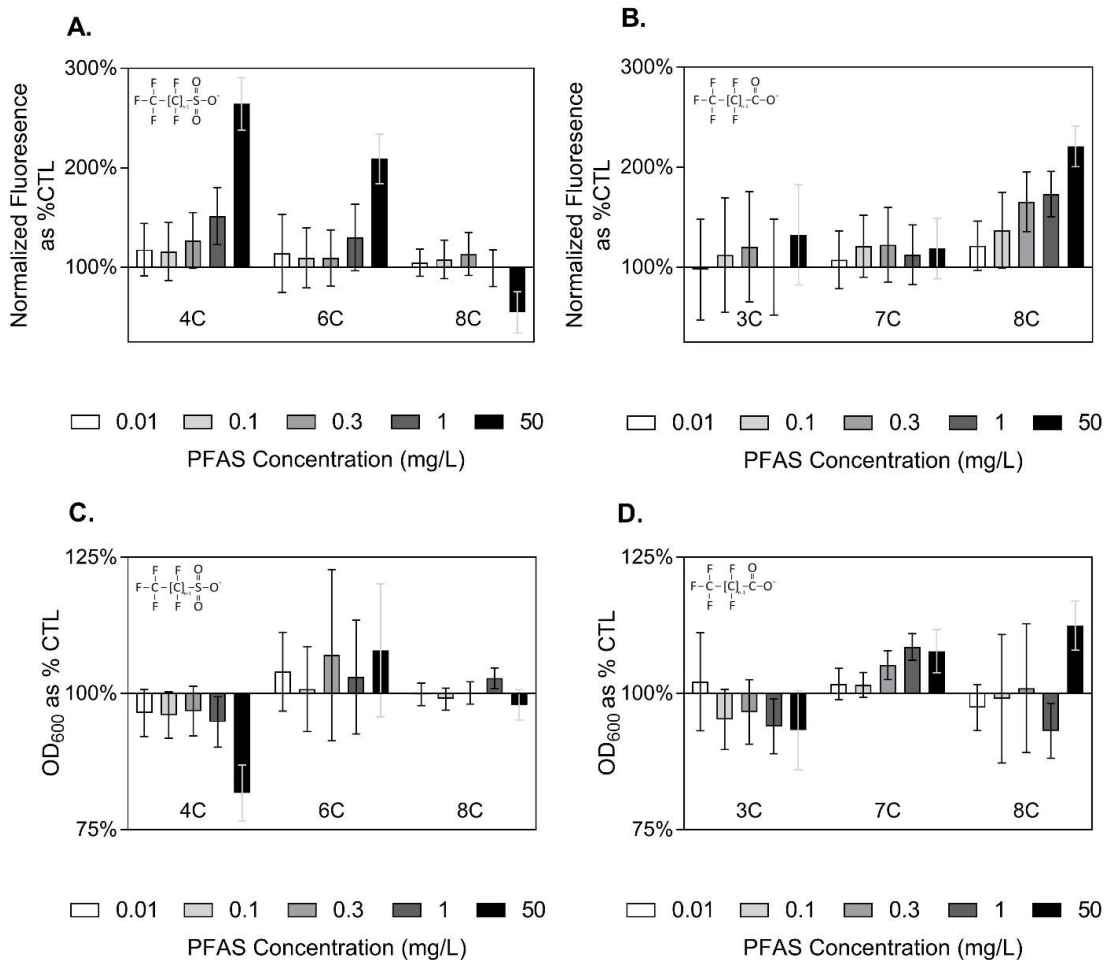 A.
B.
Normalized Fluoresence
as %CTL
300%
200%
100%
F F O
F-C-[C]n-1-S-O-
F F O
4C 6C 8C
Normalized Fluoresence
as %CTL
300%
200%
100%
F F O
F-C-[C]n-1-C-O-
F F
3C 7C 8C
0.01 0.1 0.3 1 50
PFAS Concentration (mg/L)
0.01 0.1 0.3 1 50
PFAS Concentration (mg/L)
C.
D.
OD600 as % CTL
125%
100%
75%
F F O
F-C-[C]n-1-S-O-
F F O
4C 6C 8C
OD600 as % CTL
125%
100%
75%
F F O
F-C-[C]n-1-C-O-
F F
3C 7C 8C
0.01 0.1 0.3 1 50
PFAS Concentration (mg/L)
0.01 0.1 0.3 1 50
PFAS Concentration (mg/L)